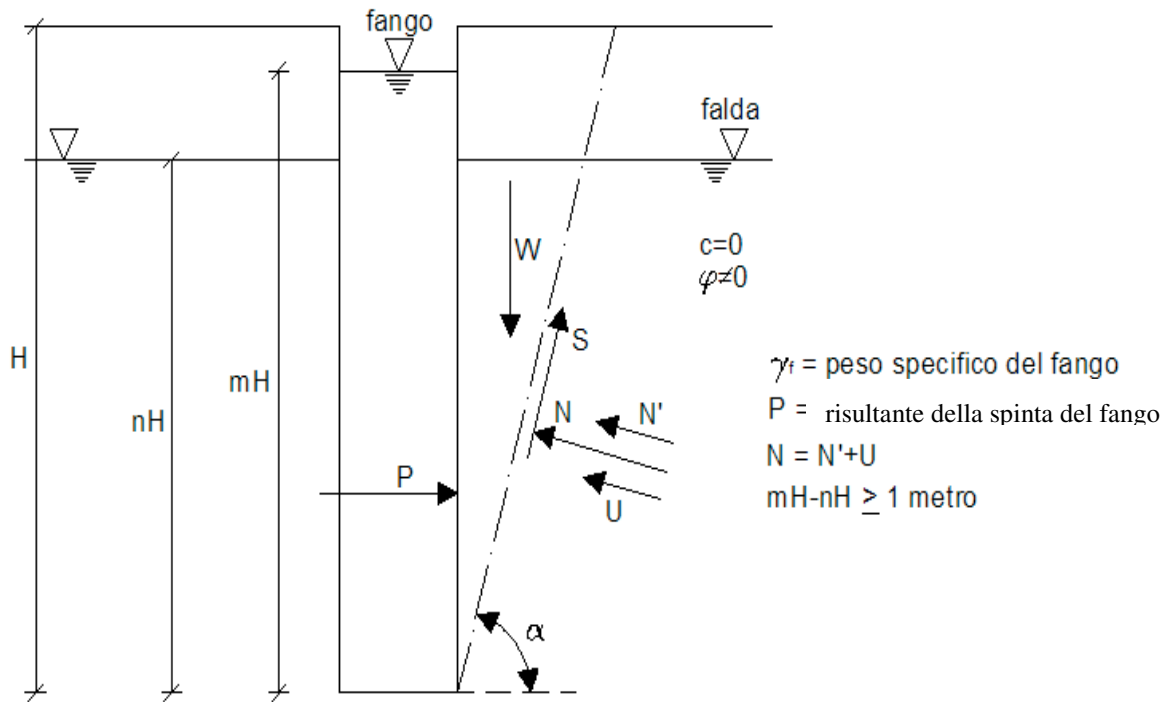 fango
falda
W
c=0
φ≠0
S
H
mH
nH
N
N'
P
U
α
γf = peso specifico del fango
P = risultante della spinta del fango
N = N'+U
mH-nH ≥ 1 metro